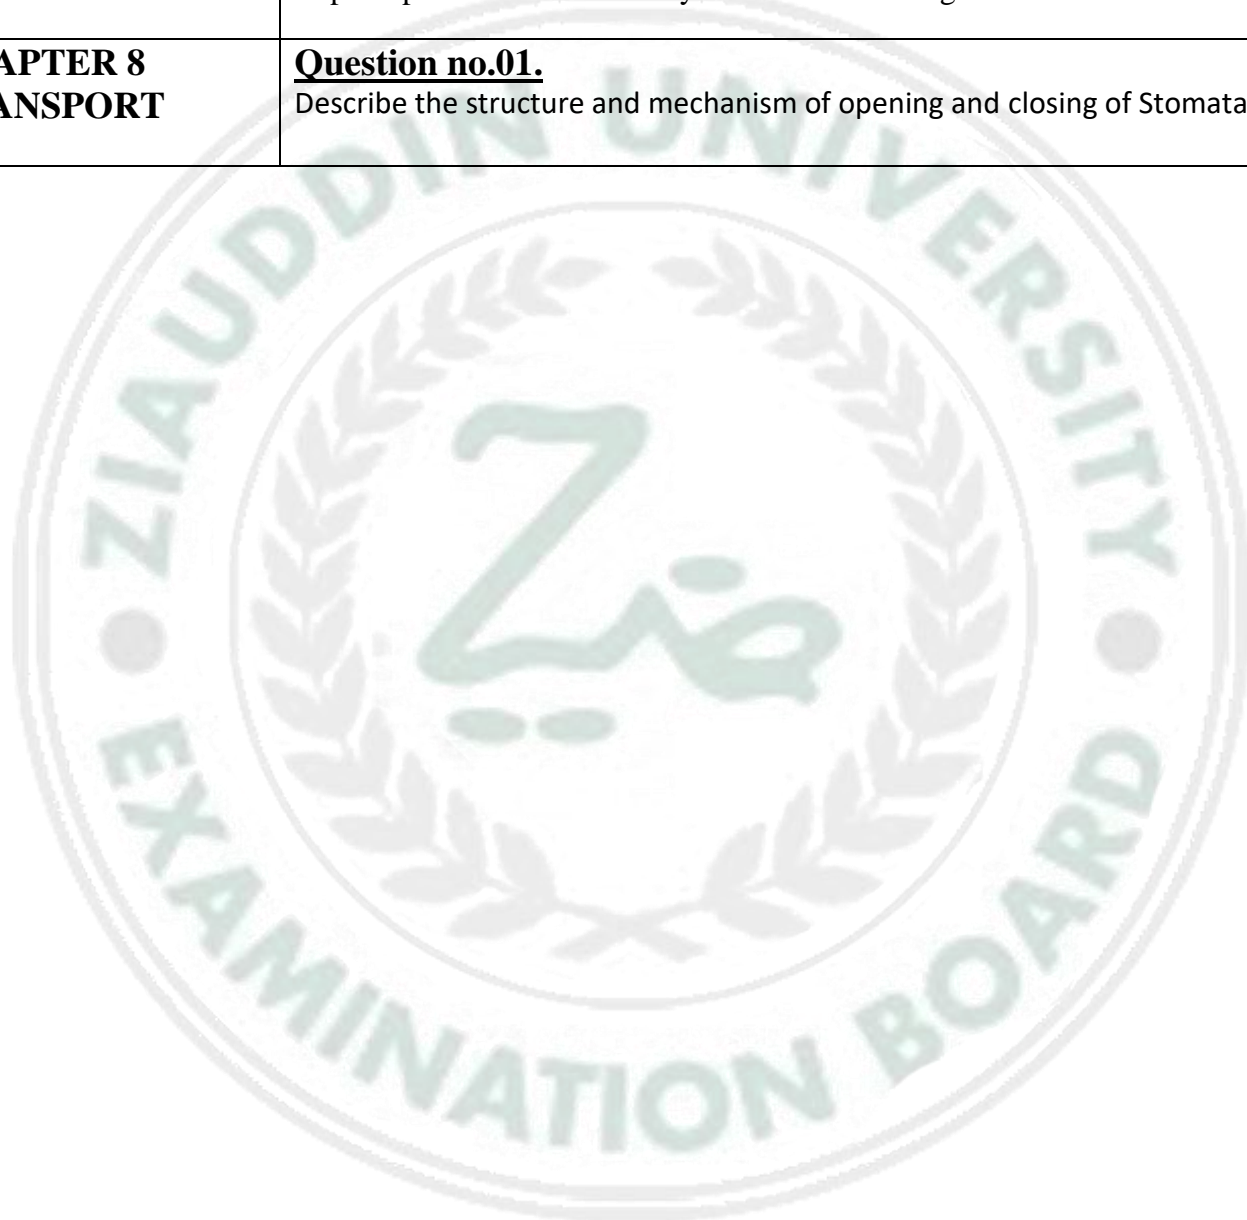 APTER 8
ANSPORT
Question no.01.
Describe the structure and mechanism of opening and closing of Stomata
ZIAUDDIN UNIVERSITY
EXAMINATION BOARD